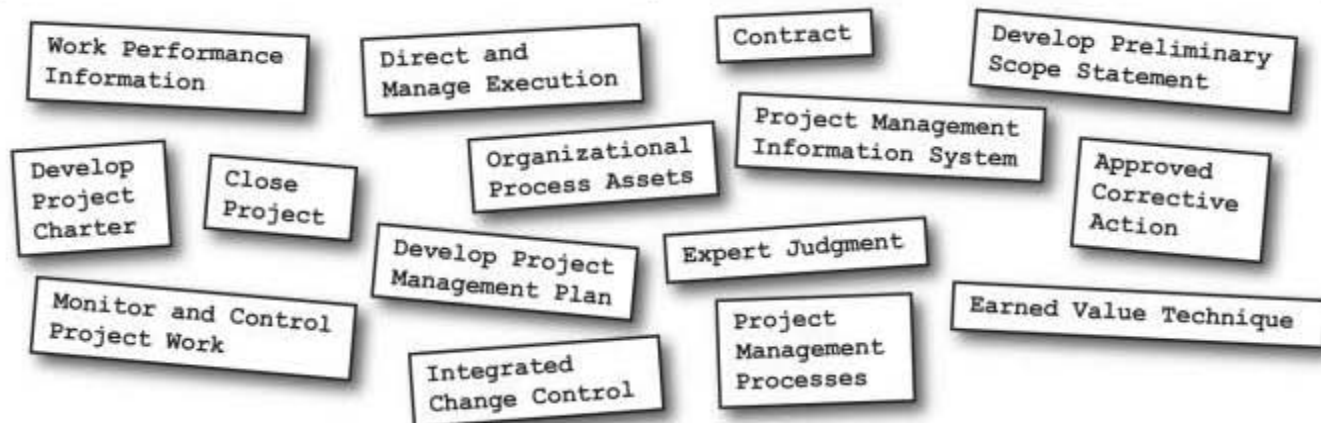 Work Performance
Information
Direct and
Manage Execution
Contract
Develop Preliminary
Scope Statement
Develop
Project
Charter
Close
Project
Organizational
Process Assets
Project Management
Information System
Approved
Corrective
Action
Develop Project
Management Plan
Expert Judgment
Monitor and Control
Project Work
Integrated
Change Control
Project
Management
Processes
Earned Value Technique